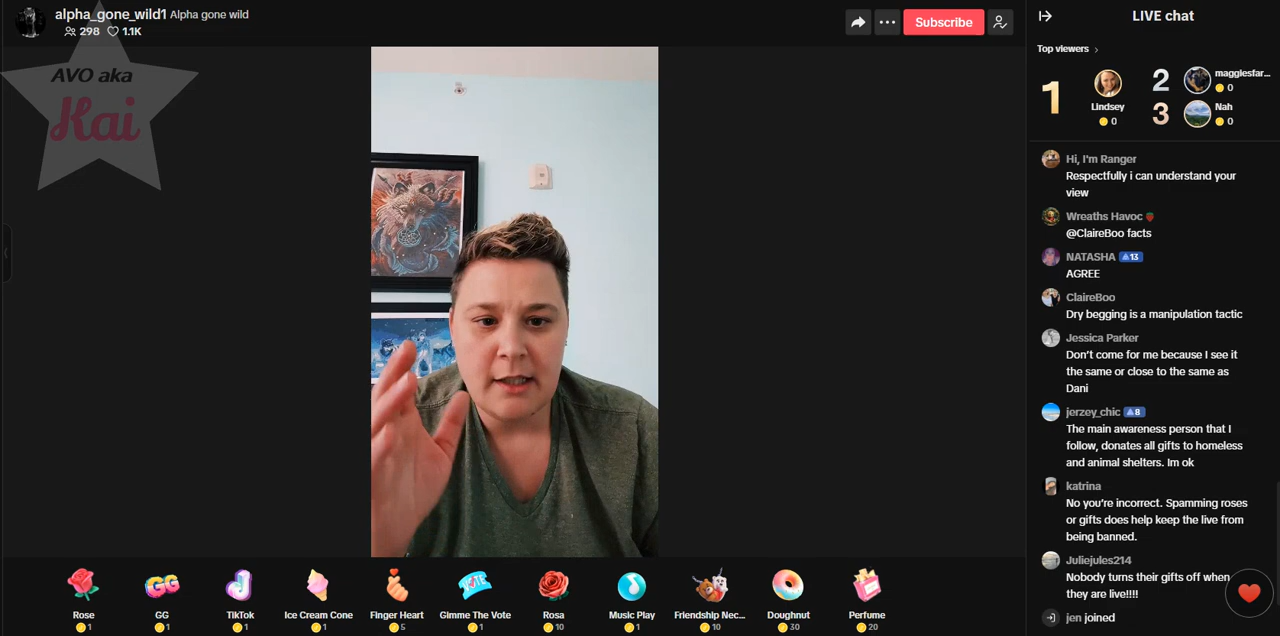 alpha_gone_wild1 Alpha gone wild
298 1.1K
Subscribe
AVO aka
Kai
LIVE chat
Top viewers
1
Lindsey
0
2
maggiesfar...
0
3
Nah
0
Hi, I'm Ranger
Respectfully i can understand your
view
Wreaths Havoc
@ClaireBoo facts
NATASHA 13
AGREE
ClaireBoo
Dry begging is a manipulation tactic
Jessica Parker
Don't come for me because I see it
the same or close to the same as
Dani
jerzey_chic 8
The main awareness person that I
follow, donates all gifts to homeless
and animal shelters. Im ok
katrina
No you're incorrect. Spamming roses
or gifts does help keep the live from
being banned.
Juliejules214
Nobody turns their gifts off when
they are live!!!!
jen joined
Rose
1
GG
1
TikTok
1
Ice Cream Cone
1
Finger Heart
5
VOTE
Gimme The Vote
1
Rosa
10
Music Play
1
Friendship Nec...
10
Doughnut
30
Perfume
20